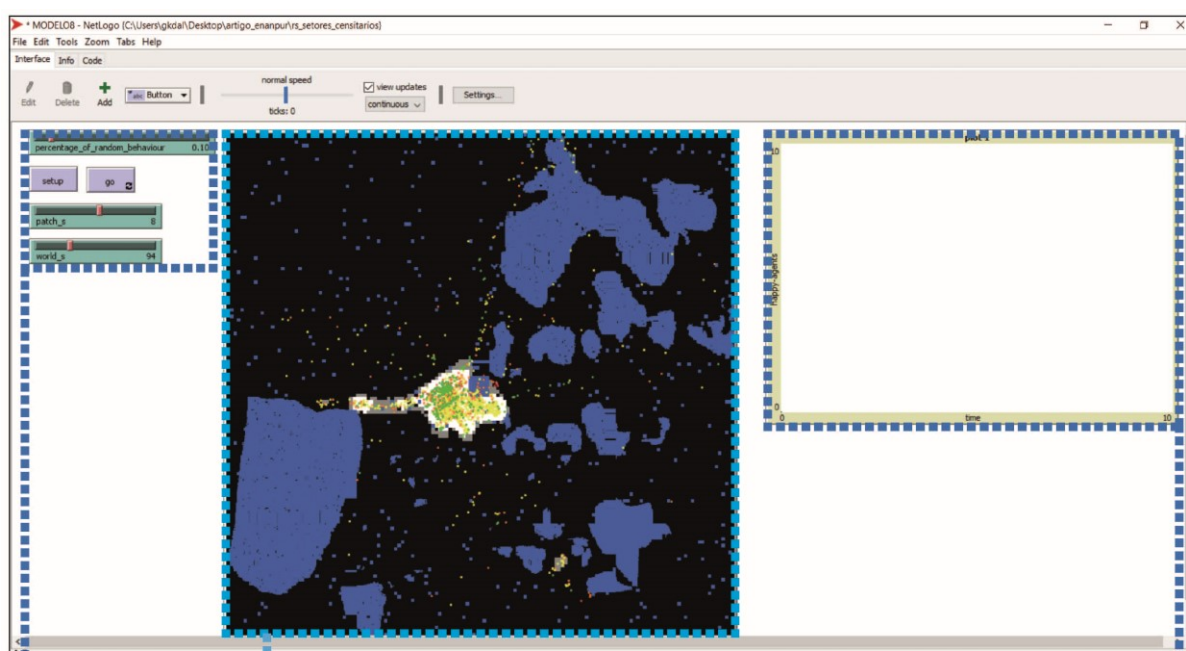 * MODELO8 - NetLogo {C:\Users\gkdal\Desktop\artigo_enanpur\rs_setores_censitarios}
File Edit Tools Zoom Tabs Help
Interface Info Code
Edit Delete Add abc Button normal speed ticks: 0 view updates continuous Settings...
percentage_of_random_behaviour 0.10
setup go
patch_s 8
world_s 94
plot 1
10
happy-agents
0
0 time 10